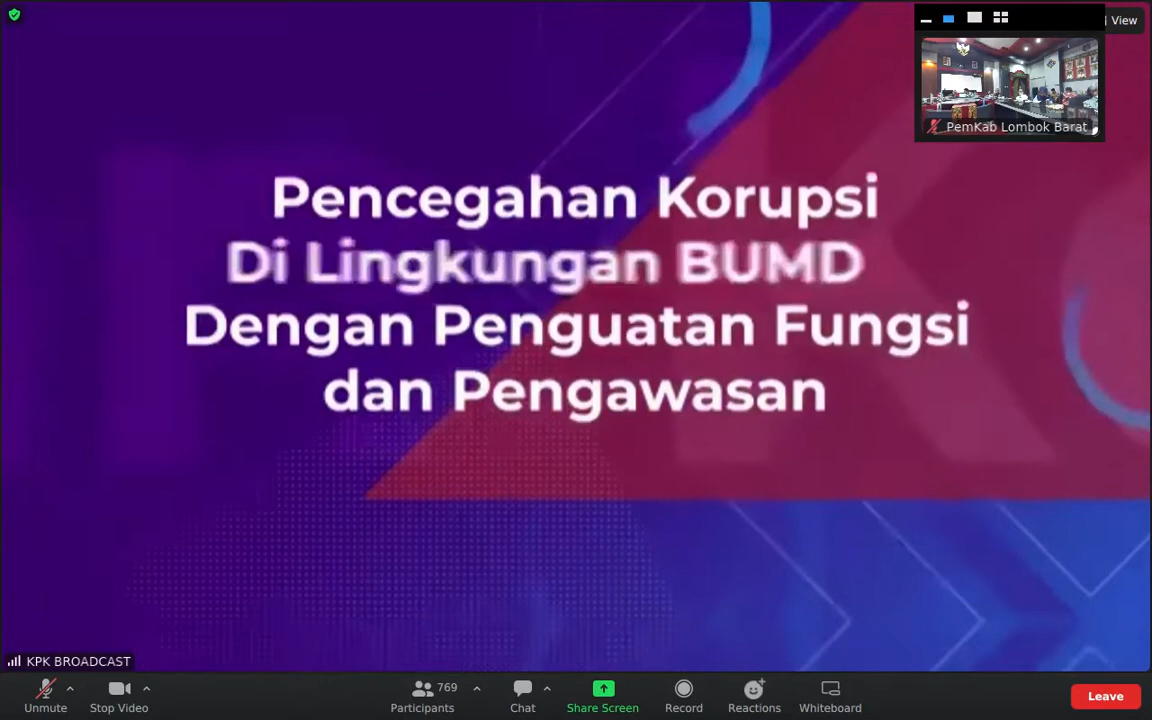 View
PemKab Lombok Barat
Pencegahan Korupsi
Di Lingkungan BUMD
Dengan Penguatan Fungsi
dan Pengawasan
KPK BROADCAST
Unmute
Stop Video
769
Participants
Chat
Share Screen
Record
Reactions
Whiteboard
Leave